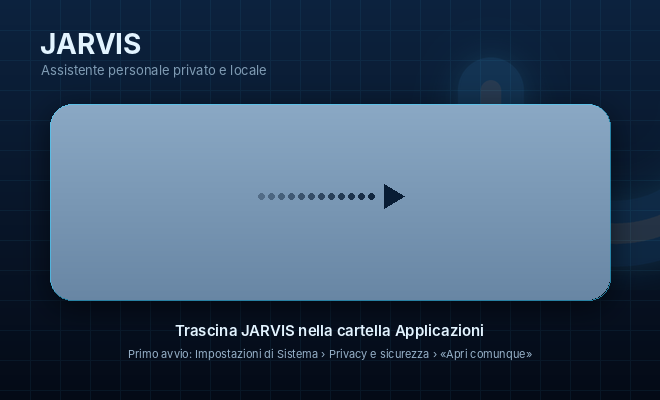 JARVIS
Assistente personale privato e locale
Trascina JARVIS nella cartella Applicazioni
Primo avvio: Impostazioni di Sistema › Privacy e sicurezza › «Apri comunque»